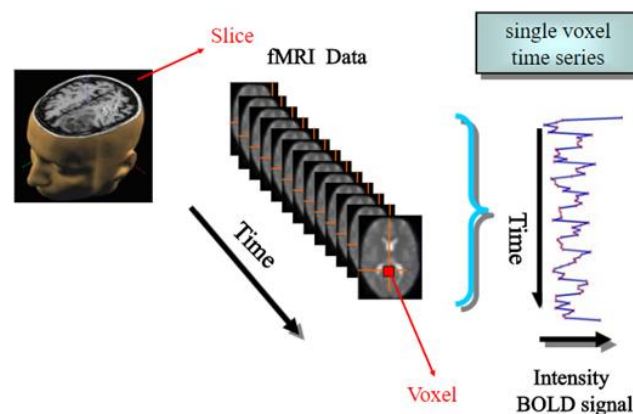 Slice
fMRI Data
single voxel
time series
Time
Time
Voxel
Intensity
BOLD signal